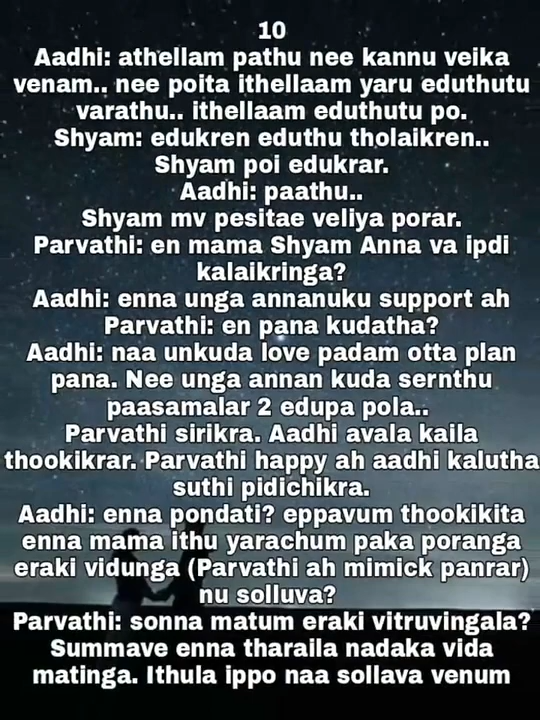 10
Aadhi: athellam pathu nee kannu veika
venam.. nee poita ithellaam yaru eduthutu
varathu.. ithellaam eduthutu po.
Shyam: edukren eduthu tholaikren..
Shyam poi edukrar.
Aadhi: paathu..
Shyam mv pesitae veliya porar.
Parvathi: en mama Shyam Anna va ipdi
kalaikringa?
Aadhi: enna unga annanuku support ah
Parvathi: en pana kudatha?
Aadhi: naa unkuda love padam otta plan
pana. Nee unga annan kuda sernthu
paasamalar 2 edupa pola..
Parvathi sirikra. Aadhi avala kaila
thookikrar. Parvathi happy ah aadhi kalutha
suthi pidichikra.
Aadhi: enna pondati? eppavum thookikita
enna mama ithu yarachum paka poranga
eraki vidunga (Parvathi ah mimick panrar)
nu solluva?
Parvathi: sonna matum eraki vitruvingala?
Summave enna tharaila nadaka vida
matinga. Ithula ippo naa sollava venum